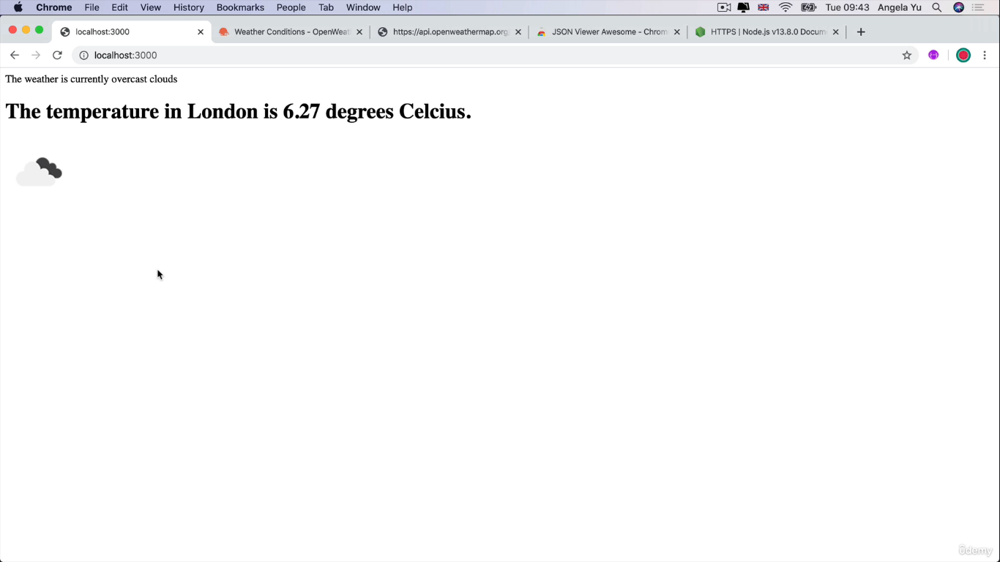 Chrome File Edit View History Bookmarks People Tab Window Help Tue 09:43 Angela Yu
localhost:3000 Weather Conditions - OpenWeat https://api.openweathermap.org JSON Viewer Awesome - Chrom HTTPS | Node.js v13.8.0 Docum
localhost:3000
The weather is currently overcast clouds
The temperature in London is 6.27 degrees Celcius.
ûdemy